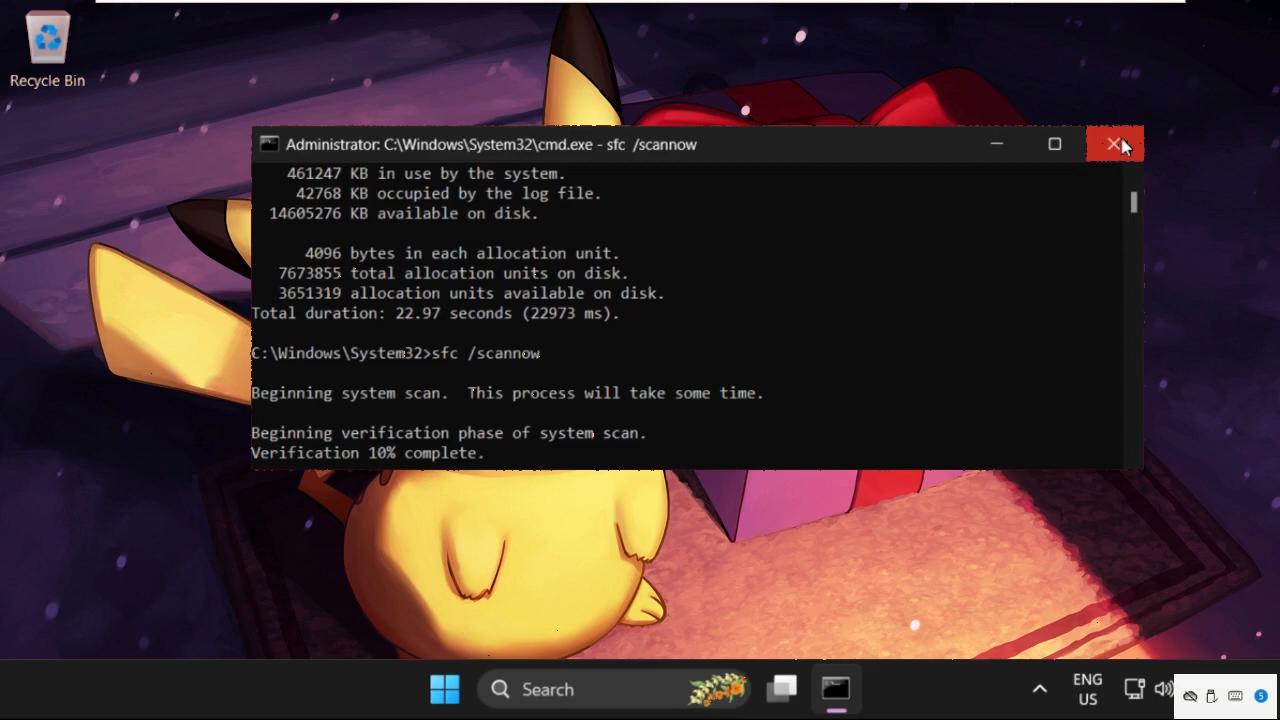 Recycle Bin
Administrator: C:\Windows\System32\cmd.exe - sfc  /scannow
461247 KB in use by the system.
42768 KB occupied by the log file.
14605276 KB available on disk.
4096 bytes in each allocation unit.
7673855 total allocation units on disk.
3651319 allocation units available on disk.
Total duration: 22.97 seconds (22973 ms).
C:\Windows\System32>sfc /scannow
Beginning system scan.  This process will take some time.
Beginning verification phase of system scan.
Verification 10% complete.
Search
ENG
US
5